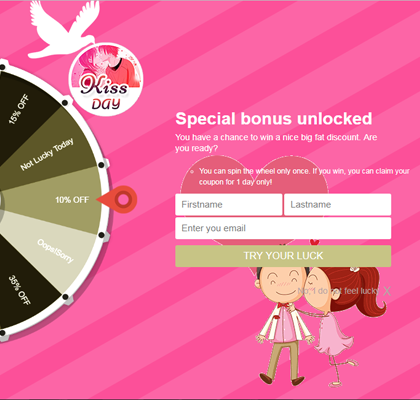 Kiss
DAY
15% OFF
Not Lucky Today
10% OFF
Oops!Sorry
35% OFF
Special bonus unlocked
You have a chance to win a nice big fat discount. Are
you ready?
You can spin the wheel only once. If you win, you can claim your
coupon for 1 day only!
Firstname
Lastname
Enter you email
TRY YOUR LUCK
No, I do not feel lucky X